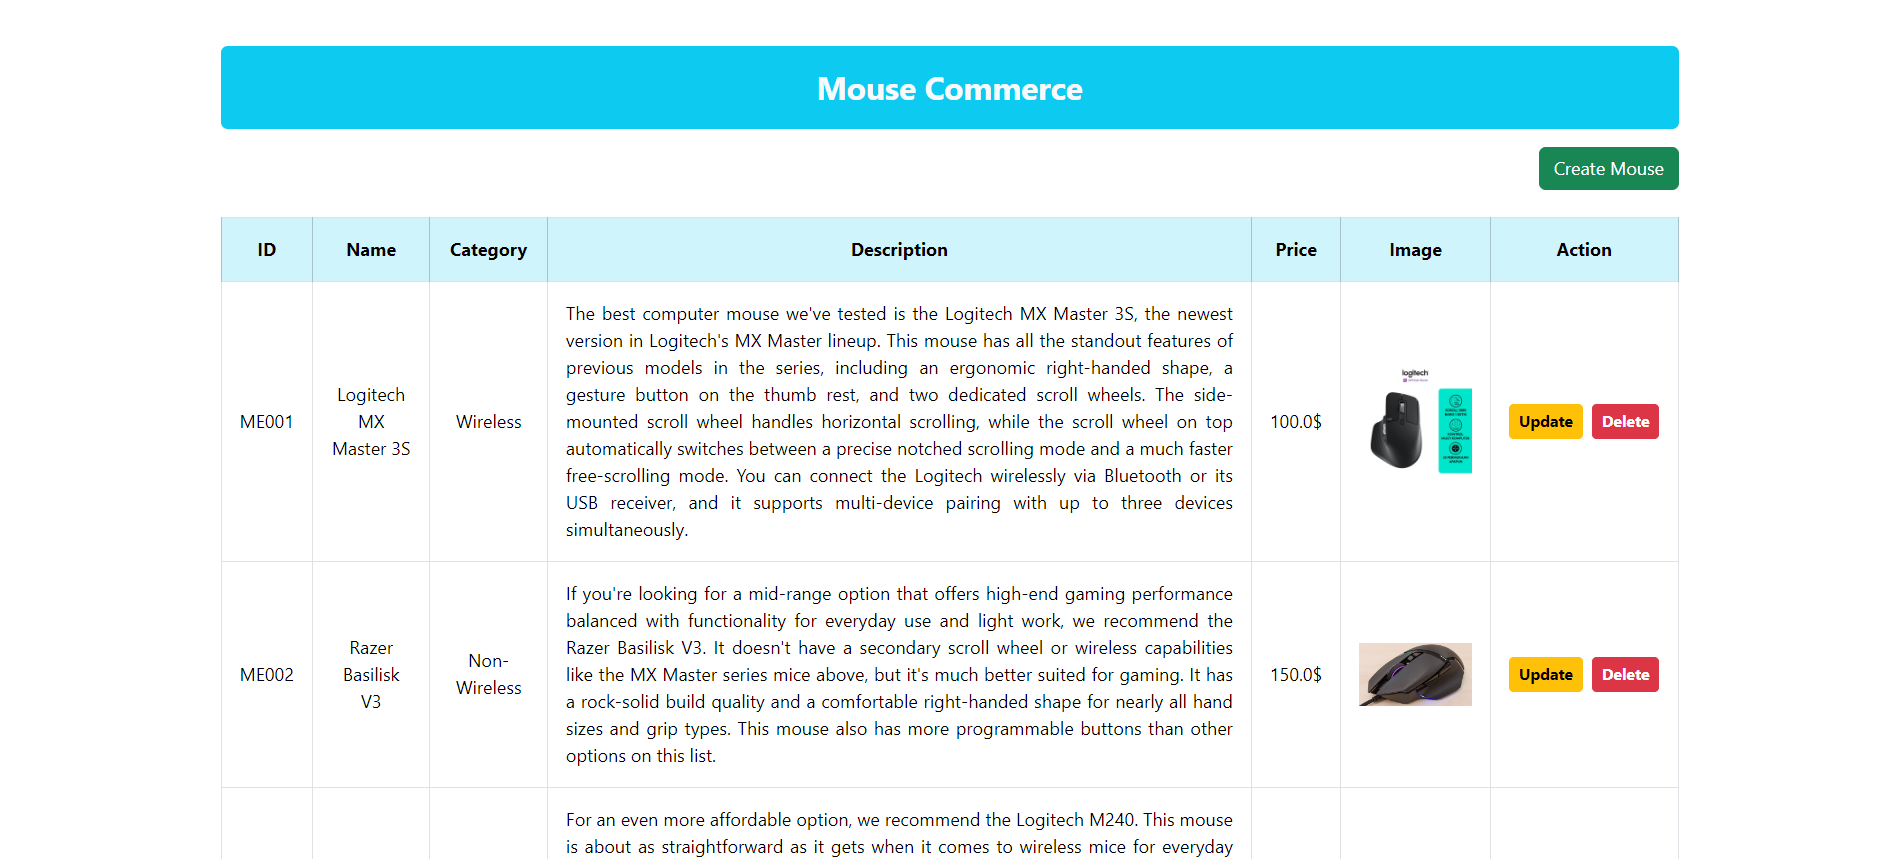 Mouse Commerce
Create Mouse
ID Name Category Description Price Image Action
ME001
Logitech
MX
Master 3S
Wireless
The best computer mouse we've tested is the Logitech MX Master 3S, the newest
version in Logitech's MX Master lineup. This mouse has all the standout features of
previous models in the series, including an ergonomic right-handed shape, a
gesture button on the thumb rest, and two dedicated scroll wheels. The side-
mounted scroll wheel handles horizontal scrolling, while the scroll wheel on top
automatically switches between a precise notched scrolling mode and a much faster
free-scrolling mode. You can connect the Logitech wirelessly via Bluetooth or its
USB receiver, and it supports multi-device pairing with up to three devices
simultaneously.
100.0$
logitech
Update Delete
ME002
Razer
Basilisk
V3
Non-
Wireless
If you're looking for a mid-range option that offers high-end gaming performance
balanced with functionality for everyday use and light work, we recommend the
Razer Basilisk V3. It doesn't have a secondary scroll wheel or wireless capabilities
like the MX Master series mice above, but it's much better suited for gaming. It has
a rock-solid build quality and a comfortable right-handed shape for nearly all hand
sizes and grip types. This mouse also has more programmable buttons than other
options on this list.
150.0$
Update Delete
For an even more affordable option, we recommend the Logitech M240. This mouse
is about as straightforward as it gets when it comes to wireless mice for everyday